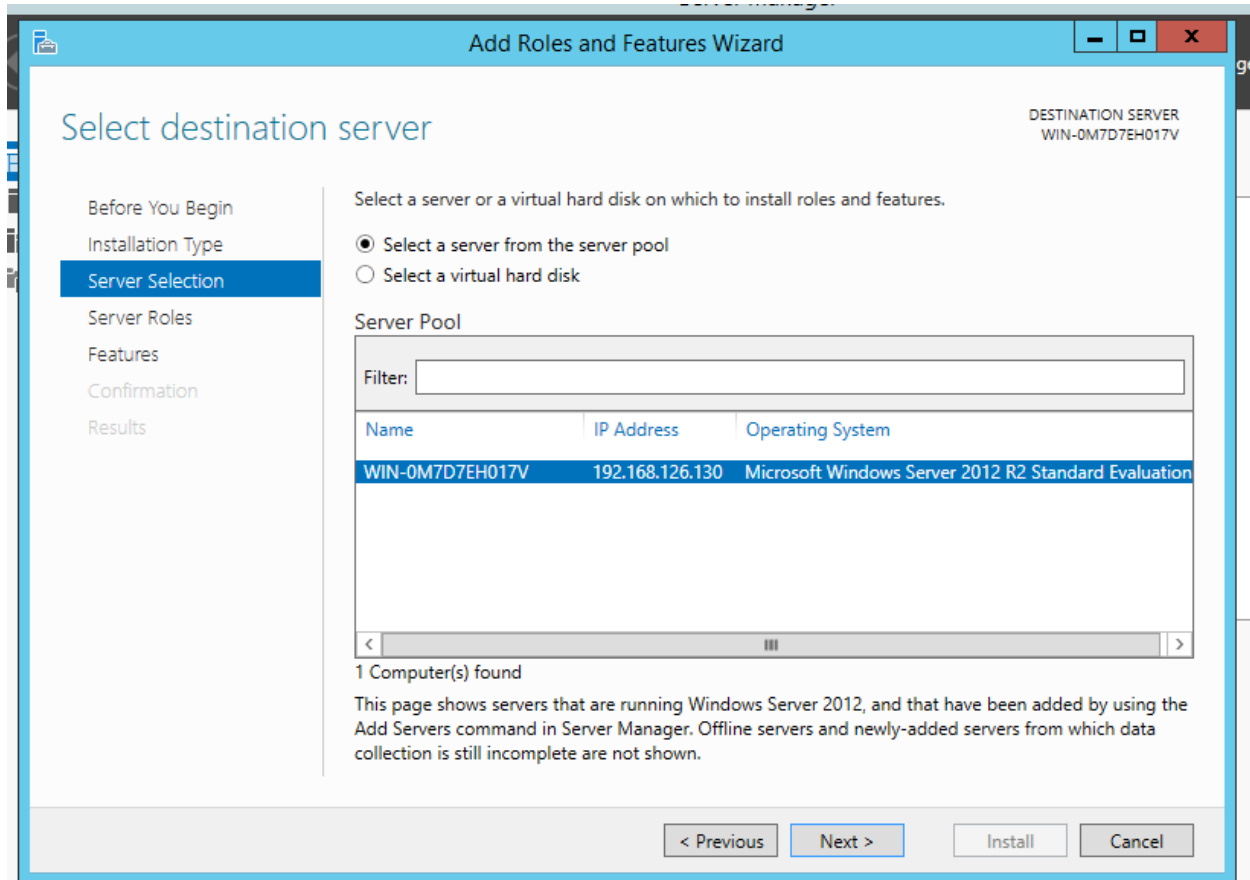 Add Roles and Features Wizard
Select destination server
DESTINATION SERVER
WIN-0M7D7EH017V
Before You Begin
Installation Type
Server Selection
Server Roles
Features
Confirmation
Results
Select a server or a virtual hard disk on which to install roles and features.
Select a server from the server pool
Select a virtual hard disk
Server Pool
Filter:
Name IP Address Operating System
WIN-0M7D7EH017V 192.168.126.130 Microsoft Windows Server 2012 R2 Standard Evaluation
1 Computer(s) found
This page shows servers that are running Windows Server 2012, and that have been added by using the
Add Servers command in Server Manager. Offline servers and newly-added servers from which data
collection is still incomplete are not shown.
< Previous Next > Install Cancel